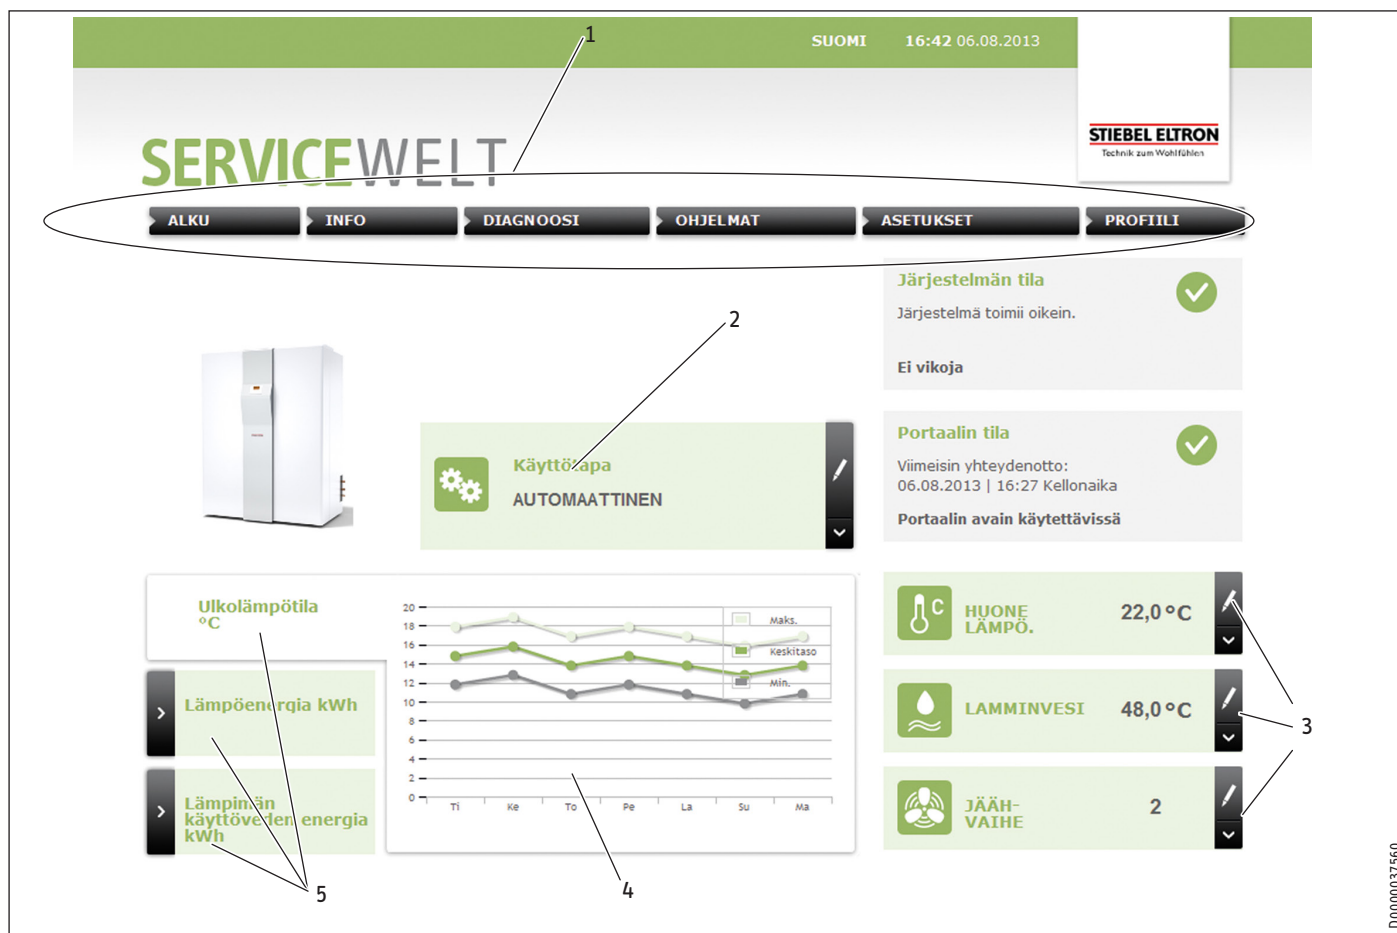 1
SUOMI 16:42 06.08.2013
STIEBEL ELTRON
Technik zum Wohlfühlen
SERVICEWELT
ALKU INFO DIAGNOOSI OHJELMAT ASETUKSET PROFIILI
Järjestelmän tila
Järjestelmä toimii oikein.
Ei vikoja
2
Käyttötapa
AUTOMAATTINEN
Portaalin tila
Viimeisin yhteydenotto:
06.08.2013 | 16:27 Kellonaika
Portaalin avain käytettävissä
Ulkolämpötila
°C
Lämpöenergia kWh
Lämpimän
käyttöveden energia
kWh
5
20
18
16
14
12
10
8
6
4
2
0
Maks.
Keskitaso
Min.
Ti Ke To Pe La Su Ma
4
HUONE
LÄMPÖ.
22,0°C
LAMMINVESI 48,0°C
JÄÄH-
VAIHE
2
3
D0000037560